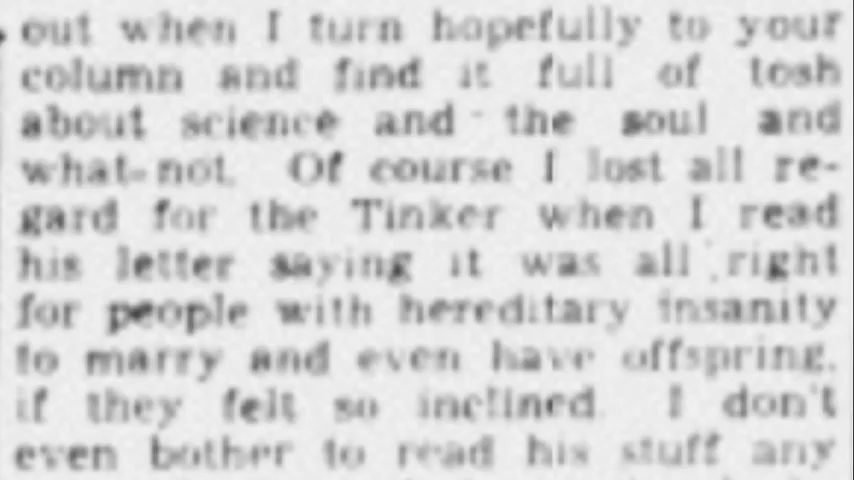 out when I turn hopefully to your
column and find it full of tosh
about science and the soul and
what-not. Of course I lost all re-
gard for the Tinker when I read
his letter saying it was all right
for people with hereditary insanity
to marry and even have offspring,
if they felt so inclined. I don't
even bother to read his stuff any